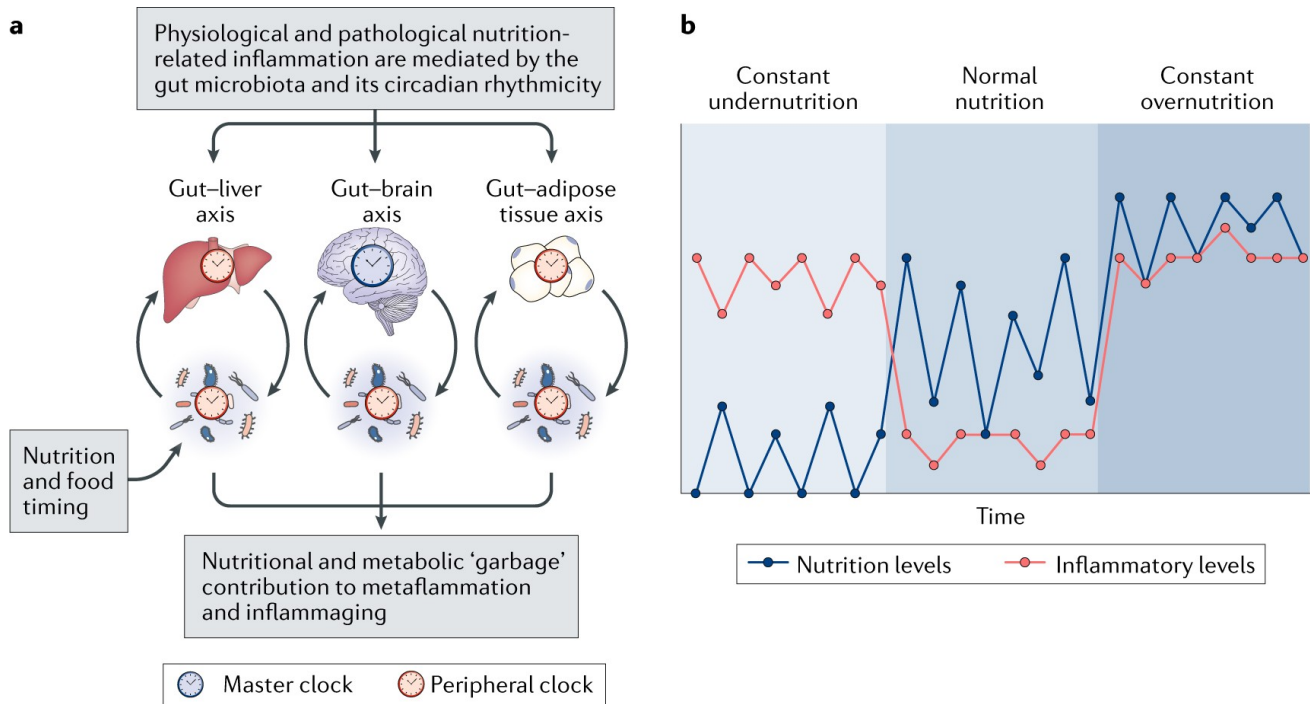 a
Physiological and pathological nutrition-
related inflammation are mediated by the
gut microbiota and its circadian rhythmicity
Gut–liver
axis
Gut–brain
axis
Gut–adipose
tissue axis
Nutrition
and food
timing
Nutritional and metabolic ‘garbage’
contribution to metaflammation
and inflammaging
Master clock
Peripheral clock
b
Constant
undernutrition
Normal
nutrition
Constant
overnutrition
Time
Nutrition levels
Inflammatory levels